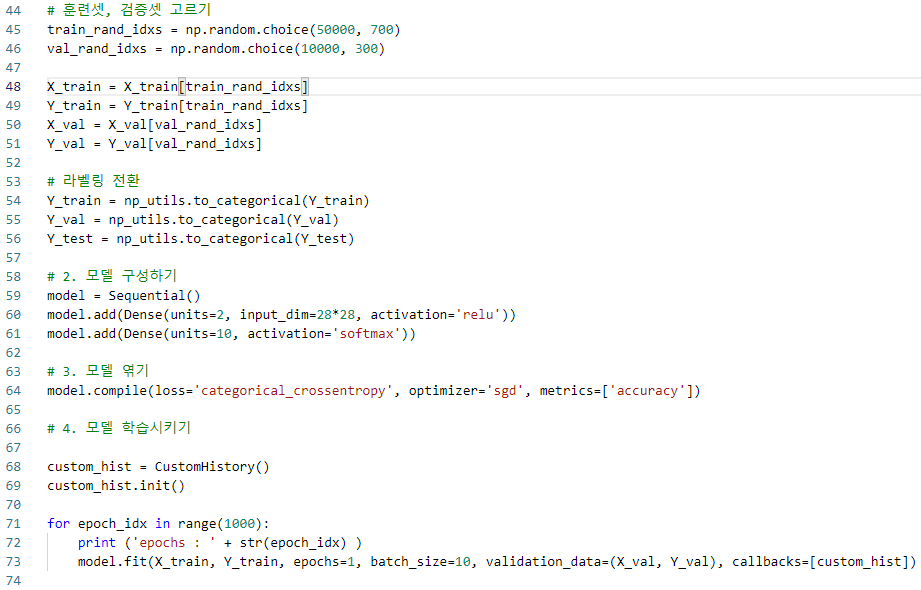 44 # 훈련셋, 검증셋 고르기
45 train_rand_idxs = np.random.choice(50000, 700)
46 val_rand_idxs = np.random.choice(10000, 300)
47
48 X_train = X_train[train_rand_idxs]
49 Y_train = Y_train[train_rand_idxs]
50 X_val = X_val[val_rand_idxs]
51 Y_val = Y_val[val_rand_idxs]
52
53 # 라벨링 전환
54 Y_train = np_utils.to_categorical(Y_train)
55 Y_val = np_utils.to_categorical(Y_val)
56 Y_test = np_utils.to_categorical(Y_test)
57
58 # 2. 모델 구성하기
59 model = Sequential()
60 model.add(Dense(units=2, input_dim=28*28, activation='relu'))
61 model.add(Dense(units=10, activation='softmax'))
62
63 # 3. 모델 엮기
64 model.compile(loss='categorical_crossentropy', optimizer='sgd', metrics=['accuracy'])
65
66 # 4. 모델 학습시키기
67
68 custom_hist = CustomHistory()
69 custom_hist.init()
70
71 for epoch_idx in range(1000):
72     print ('epochs : ' + str(epoch_idx) )
73     model.fit(X_train, Y_train, epochs=1, batch_size=10, validation_data=(X_val, Y_val), callbacks=[custom_hist])
74